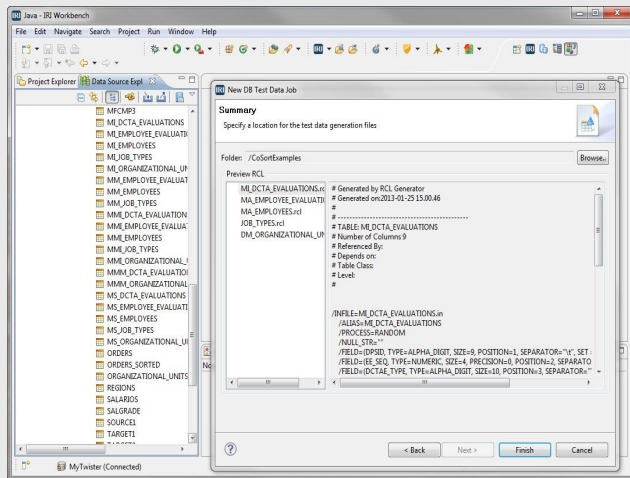 Java - IRI Workbench
File Edit Navigate Search Project Run Window Help
Project Explorer Data Source Expl
MFCMP3
MI_DCTA_EVALUATIONS
MI_EMPLOYEE_EVALUATI
MI_EMPLOYEES
MI_JOB_TYPES
MI_ORGANIZATIONAL_UN
MM_EMPLOYEE_EVALUAT
MM_EMPLOYEES
MM_JOB_TYPES
MMI_DCTA_EVALUATION
MMI_EMPLOYEE_EVALUA
MMI_EMPLOYEES
MMI_JOB_TYPES
MMI_ORGANIZATIONAL_U
MMM_DCTA_EVALUATIO
MMM_ORGANIZATIONAL
MS_DCTA_EVALUATIONS
MS_EMPLOYEE_EVALUATI
MS_EMPLOYEES
MS_JOB_TYPES
MS_ORGANIZATIONAL_U
ORDERS
ORDERS_SORTED
ORGANIZATIONAL_UNITS
REGIONS
SALARIOS
SALGRADE
SOURCE1
TARGET1
MyTwister (Connected)
New DB Test Data Job
Summary
Specify a location for the test data generation files
Folder: /CoSortExamples
Browse..
Preview RCL
MI_DCTA_EVALUATIONS.rc
MA_EMPLOYEE_EVALUATI
MA_EMPLOYEES.rcl
JOB_TYPES.rcl
DM_ORGANIZATIONAL_UN
# Generated by RCL Generator
# Generated on:2013-01-25 15.00.46
#
# ------------------------------------------------
# TABLE: MI_DCTA_EVALUATIONS
# Number of Columns 9
# Referenced By:
# Depends on:
# Table Class:
# Level:
#
/INFILE=MI_DCTA_EVALUATIONS.in
/ALIAS=MI_DCTA_EVALUATIONS
/PROCESS=RANDOM
/NULL_STR=""
/FIELD=(DPSID, TYPE=ALPHA_DIGIT, SIZE=9, POSITION=1, SEPARATOR="\t", SET
/FIELD=(EE_SEQ, TYPE=NUMERIC, SIZE=4, PRECISION=0, POSITION=2, SEPARATO
/FIELD=(DCTAE_TYPE, TYPE=ALPHA_DIGIT, SIZE=10, POSITION=3, SEPARATOR="
< Back Next > Finish Cancel